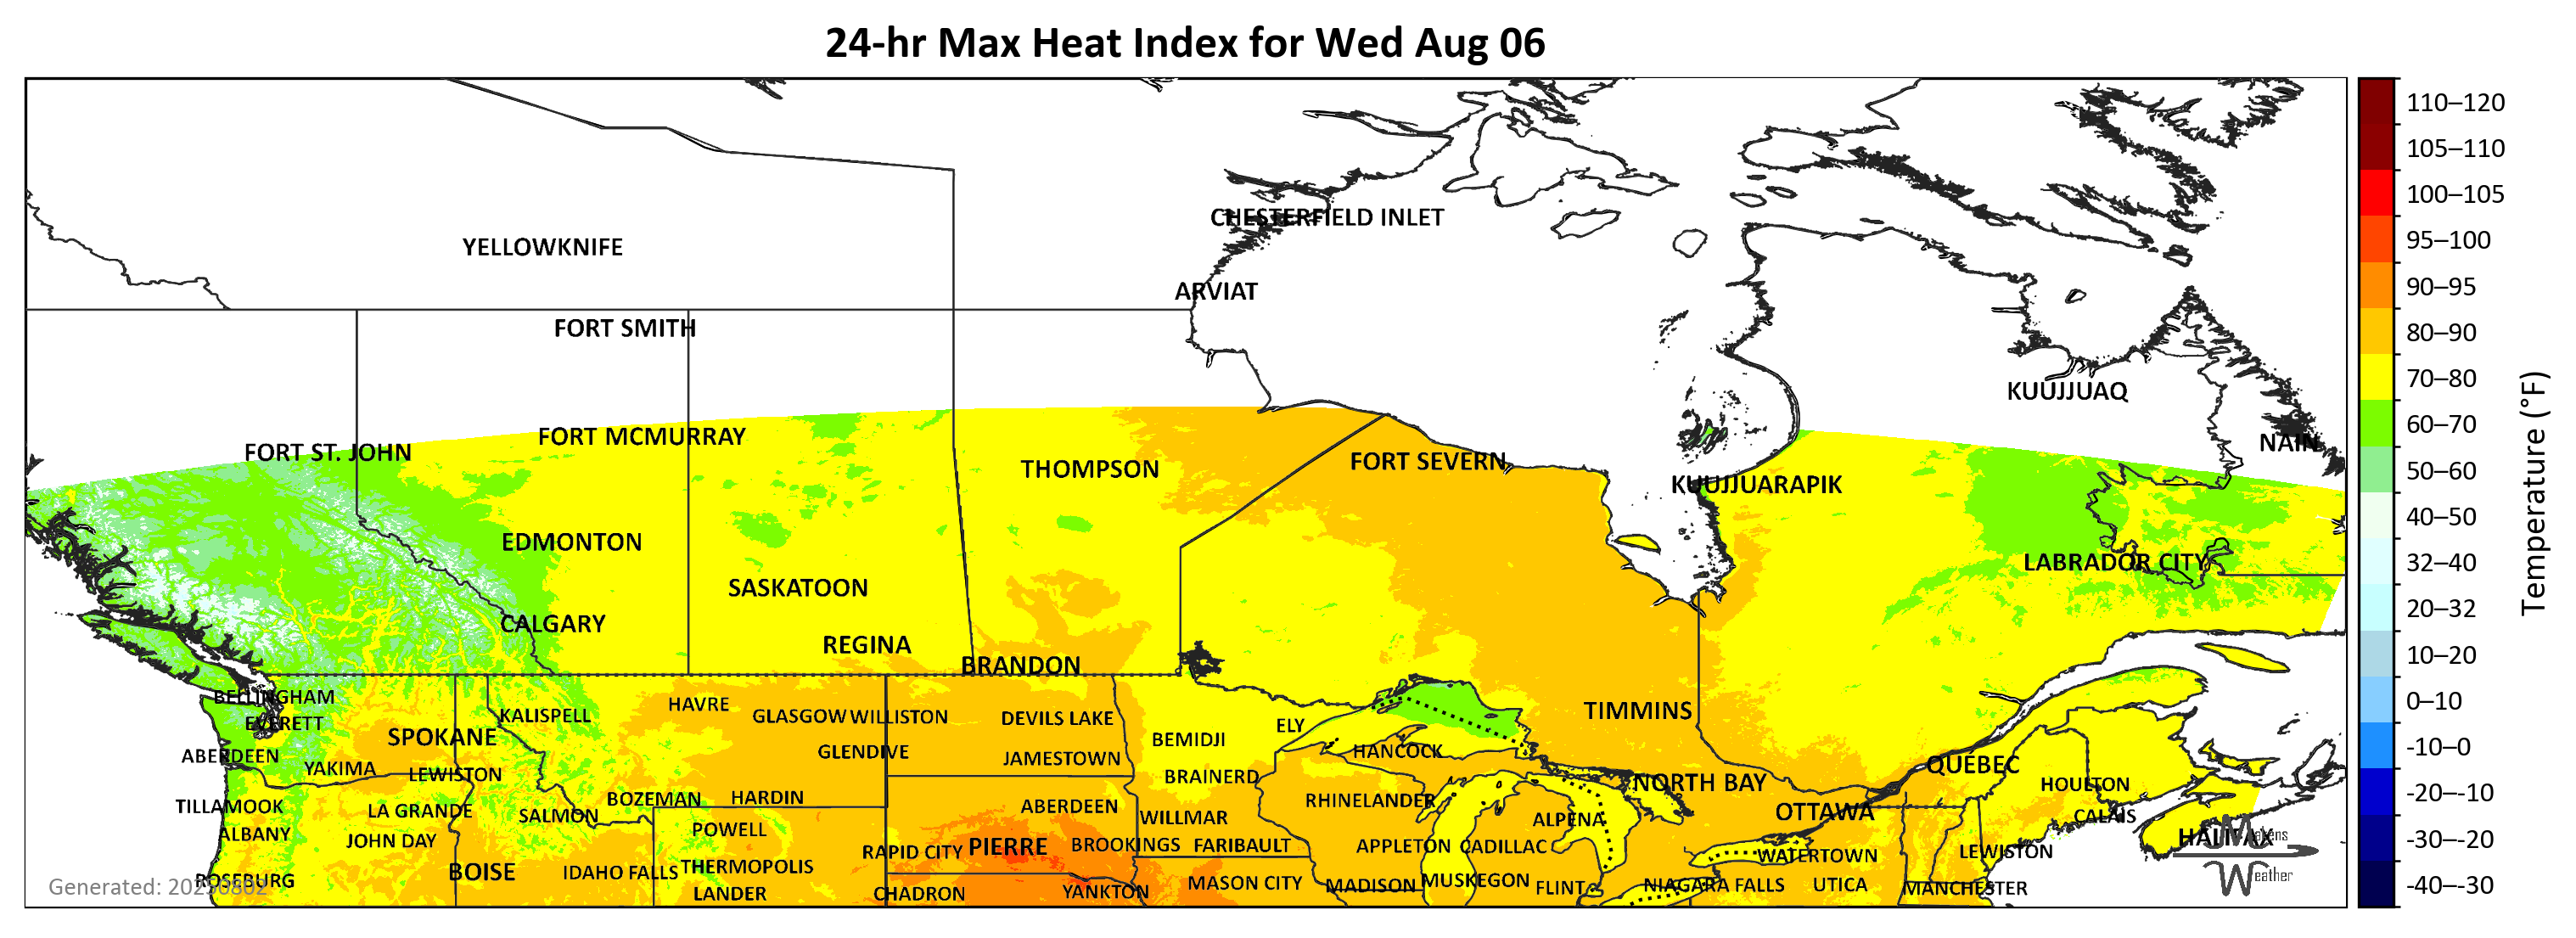 24-hr Max Heat Index for Wed Aug 06
110–120
105–110
100–105
95–100
90–95
80–90
70–80
60–70
50–60
40–50
32–40
20–32
10–20
0–10
-10–0
-20–-10
-30–-20
-40–-30
Temperature (°F)
CHESTERFIELD INLET
YELLOWKNIFE
ARVIAT
FORT SMITH
KUUJJUAQ
FORT MCMURRAY
NAIN
FORT ST. JOHN
FORT SEVERN
THOMPSON
KUUJJUARAPIK
EDMONTON
LABRADOR CITY
SASKATOON
CALGARY
REGINA
BRANDON
BELLINGHAM
HAVRE
TIMMINS
KALISPELL
GLASGOW
WILLISTON
DEVILS LAKE
EVERETT
ELY
SPOKANE
BEMIDJI
GLENDIVE
HANCOCK
ABERDEEN
JAMESTOWN
QUÉBEC
YAKIMA
LEWISTON
BRAINERD
NORTH BAY
HOULTON
BOZEMAN
HARDIN
RHINELANDER
TILLAMOOK
LA GRANDE
SALMON
ABERDEEN
WILLMAR
ALPENA
OTTAWA
CALAIS
ALBANY
JOHN DAY
POWELL
HALIFAX
RAPID CITY
PIERRE
BROOKINGS
FARIBAULT
APPLETON
CADILLAC
WATERTOWN
LEWISTON
BOISE
IDAHO FALLS
THERMOPOLIS
ROSEBURG
LANDER
CHADRON
YANKTON
MASON CITY
MADISON
MUSKEGON
FLINT
NIAGARA FALLS
UTICA
MANCHESTER
Generated: 20250802
Matens
Weather